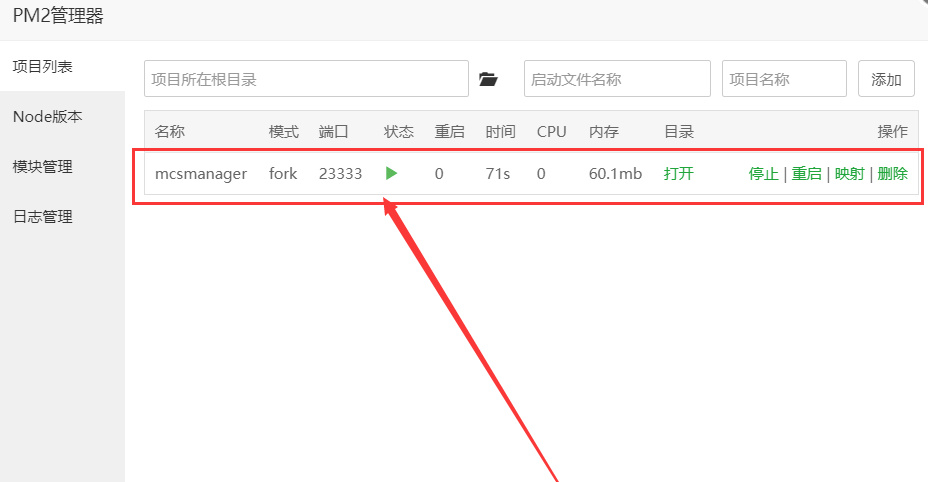 PM2管理器
项目列表
Node版本
模块管理
日志管理
项目所在根目录 启动文件名称 项目名称 添加
名称 模式 端口 状态 重启 时间 CPU 内存 目录 操作
mcsmanager fork 23333 0 71s 0 60.1mb 打开 停止 | 重启 | 映射 | 删除